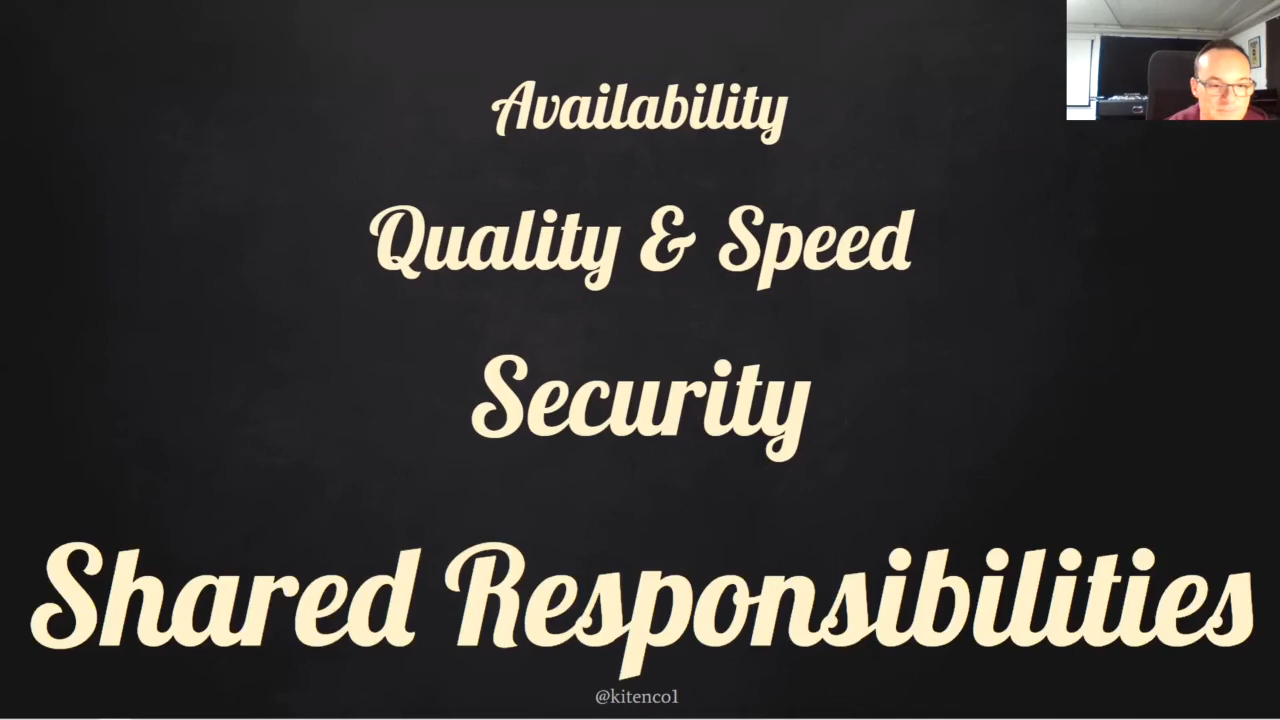 Availability
Quality & Speed
Security
Shared Responsibilities
@kitenco1